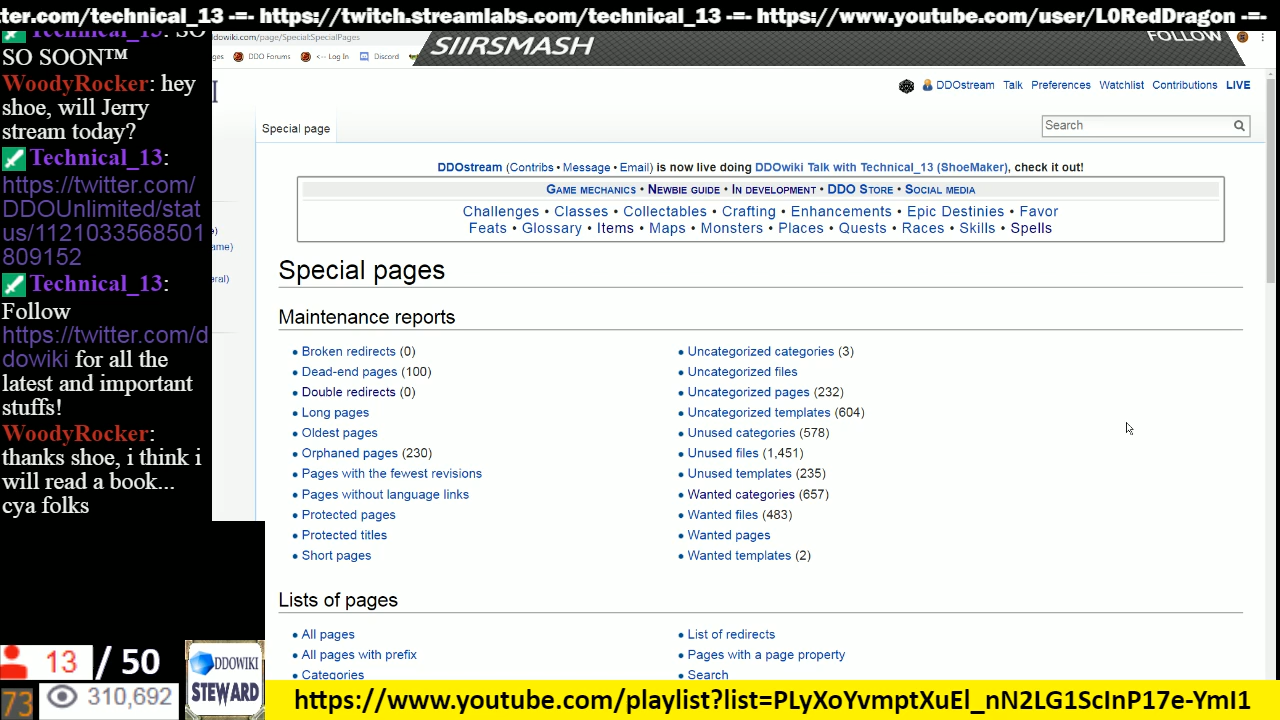 ter.com/technical_13 -=- https://twitch.streamlabs.com/technical_13 -=- https://www.youtube.com/user/L0RedDragon -=-
Technical_13: SO
SO SOON™
WoodyRocker: hey
shoe, will Jerry
stream today?
Technical_13:
https://twitter.com/
DDOUnlimited/stat
us/1121033568501
809152
Technical_13:
Follow
https://twitter.com/d
dowiki for all the
latest and important
stuffs!
WoodyRocker:
thanks shoe, i think i
will read a book...
cya folks
dowiki.com/page/Special:SpecialPages
SIIRSMASH
FOLLOW
ges DDO Forums <-- Log In Discord
DDOstream Talk Preferences Watchlist Contributions LIVE
Special page
Search
DDOstream (Contribs • Message • Email) is now live doing DDOwiki Talk with Technical_13 (ShoeMaker), check it out!
Game mechanics • Newbie guide • In development • DDO Store • Social media
Challenges • Classes • Collectables • Crafting • Enhancements • Epic Destinies • Favor
Feats • Glossary • Items • Maps • Monsters • Places • Quests • Races • Skills • Spells
ame)
eral)
Special pages
Maintenance reports
Broken redirects (0)
Dead-end pages (100)
Double redirects (0)
Long pages
Oldest pages
Orphaned pages (230)
Pages with the fewest revisions
Pages without language links
Protected pages
Protected titles
Short pages
Uncategorized categories (3)
Uncategorized files
Uncategorized pages (232)
Uncategorized templates (604)
Unused categories (578)
Unused files (1,451)
Unused templates (235)
Wanted categories (657)
Wanted files (483)
Wanted pages
Wanted templates (2)
Lists of pages
All pages
All pages with prefix
Categories
List of redirects
Pages with a page property
Search
13 / 50
73 310,692
DDOWIKI
STEWARD
https://www.youtube.com/playlist?list=PLyXoYvmptXuEl_nN2LG1ScInP17e-YmI1